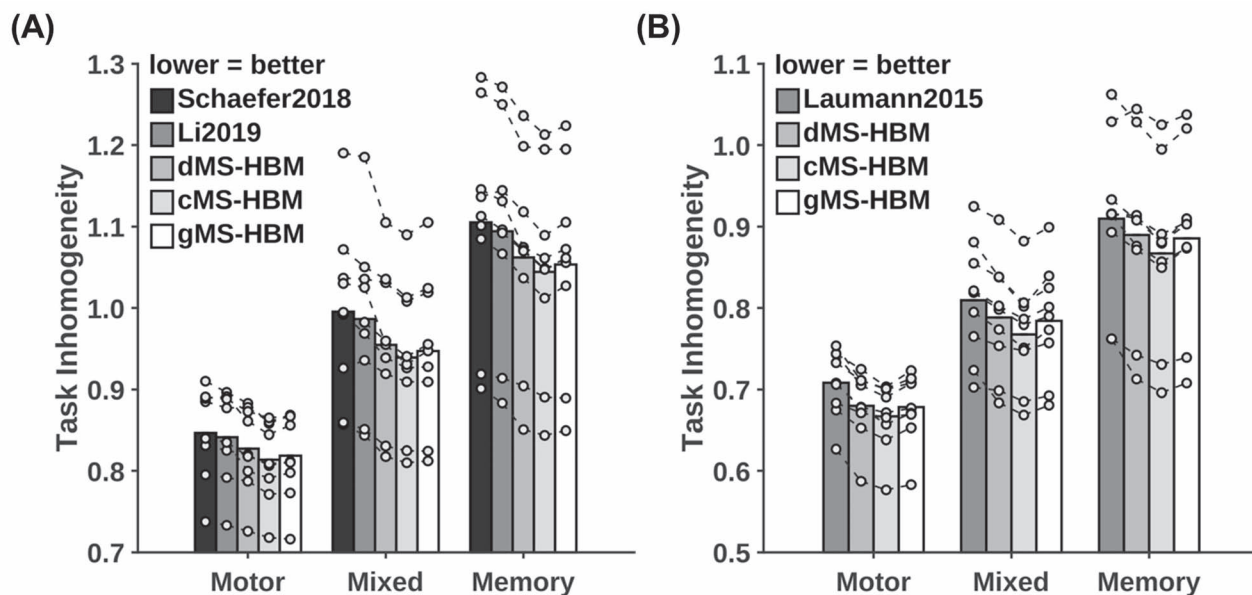 (A)
Task Inhomogeneity
1.3
1.2
1.1
1.0
0.9
0.8
0.7
lower = better
Schaefer2018
Li2019
dMS-HBM
cMS-HBM
gMS-HBM
Motor Mixed Memory
(B)
Task Inhomogeneity
1.1
1.0
0.9
0.8
0.7
0.6
0.5
lower = better
Laumann2015
dMS-HBM
cMS-HBM
gMS-HBM
Motor Mixed Memory